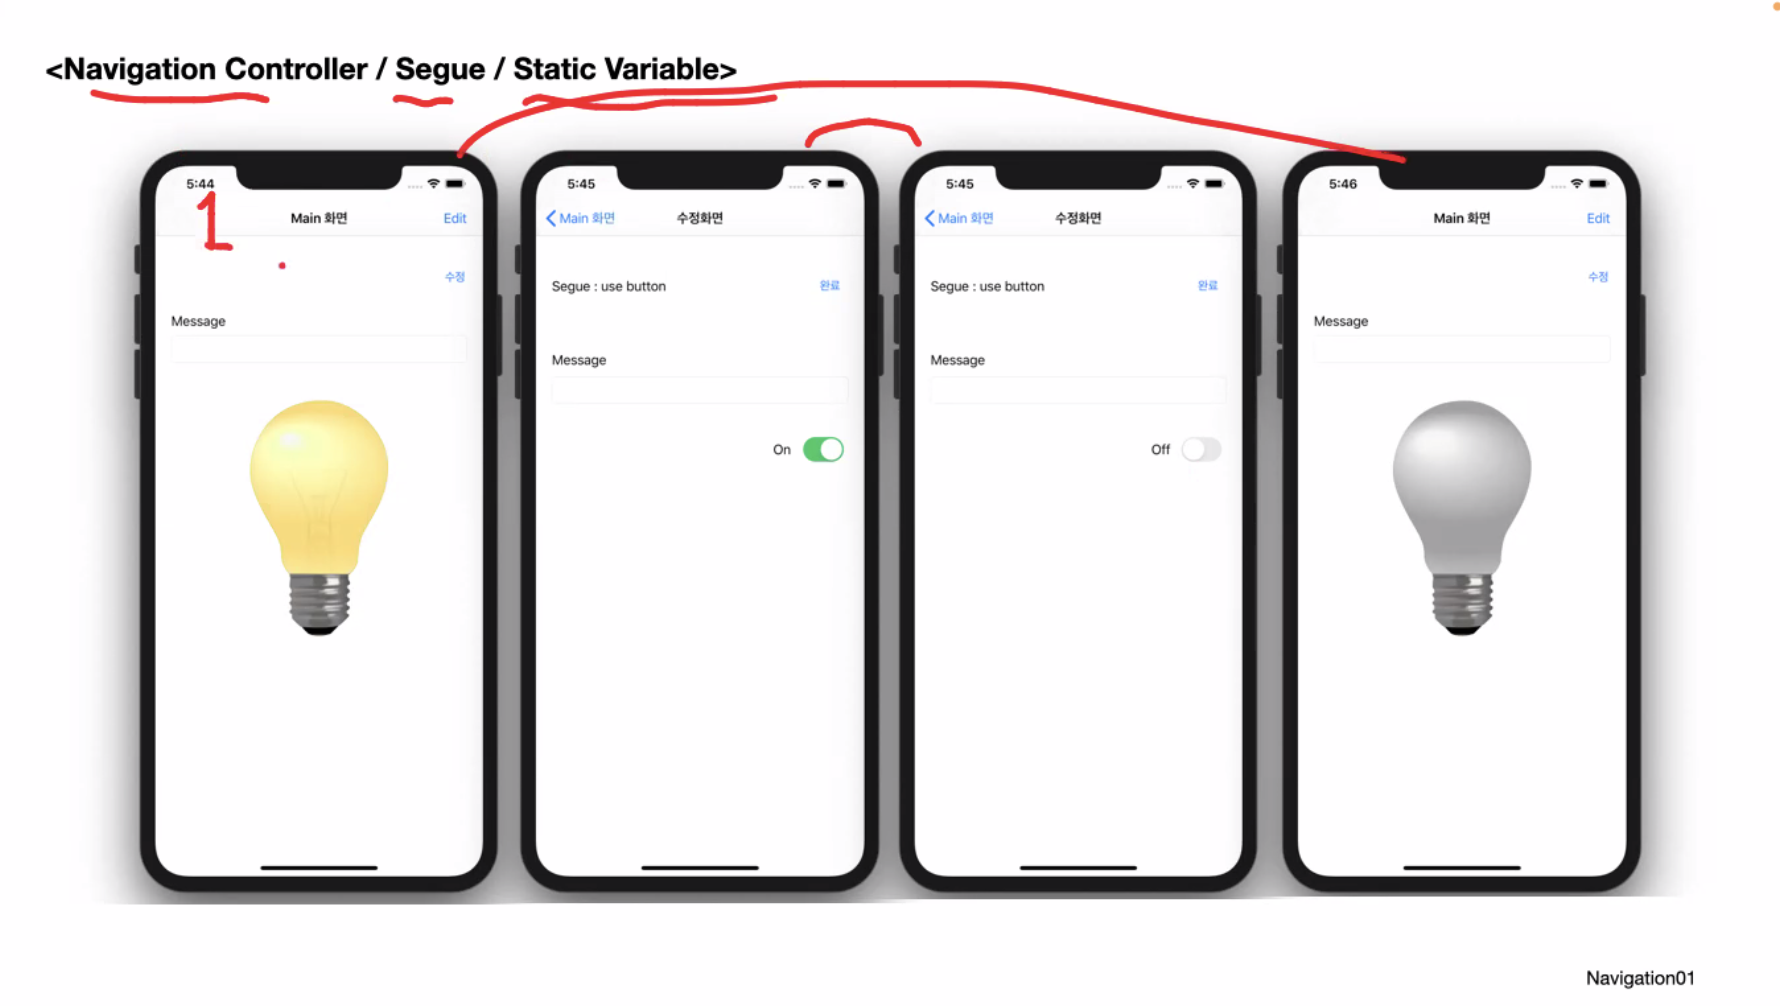 <Navigation Controller / Segue / Static Variable>
5:44
1
Main 화면
Edit
수정
Message
5:45
Main 화면
수정화면
Segue : use button
완료
Message
On
5:45
Main 화면
수정화면
Segue : use button
완료
Message
Off
5:46
Main 화면
Edit
수정
Message
Navigation01